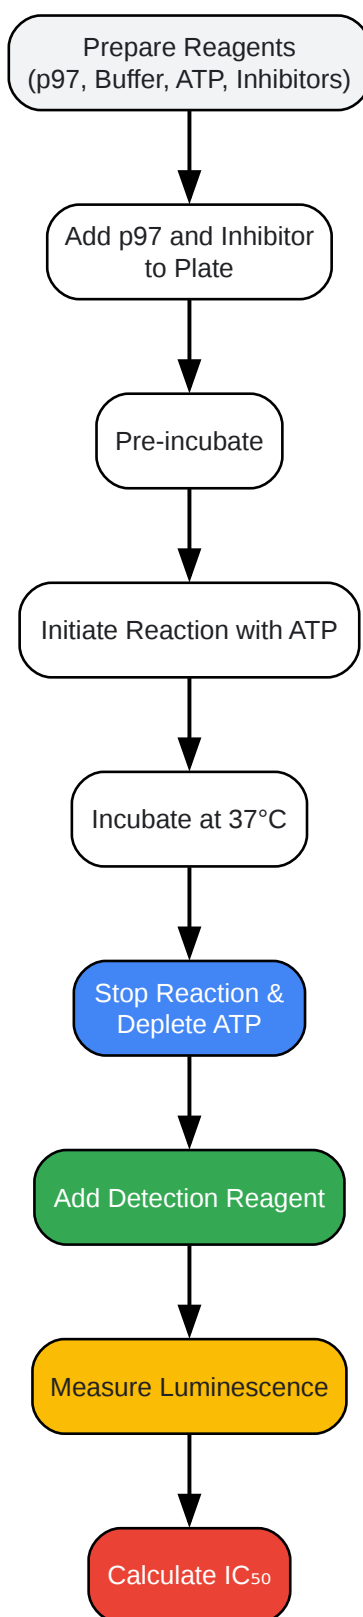 Prepare Reagents
(p97, Buffer, ATP, Inhibitors)
Add p97 and Inhibitor
to Plate
Pre-incubate
Initiate Reaction with ATP
Incubate at 37°C
Stop Reaction &
Deplete ATP
Add Detection Reagent
Measure Luminescence
Calculate IC₅₀